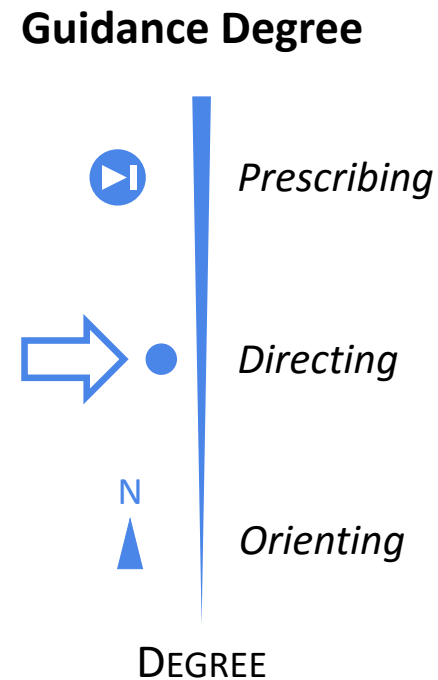 Guidance Degree
Prescribing
Directing
N
Orienting
DEGREE